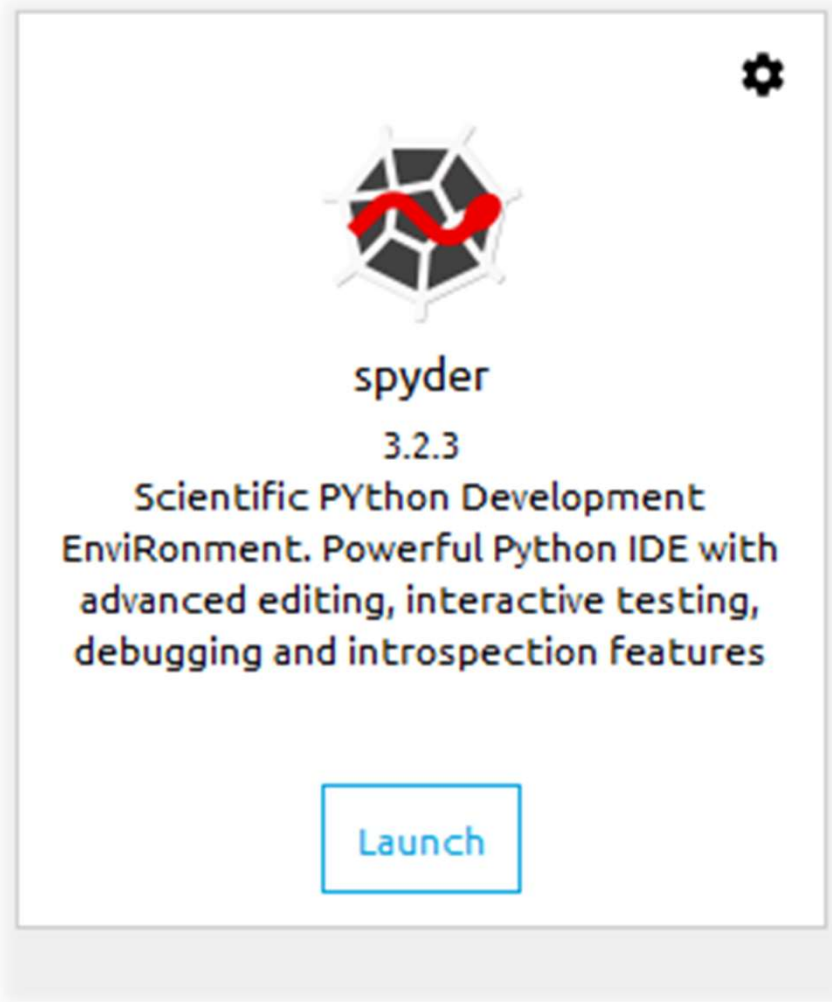 spyder
3.2.3
Scientific PYthon Development
EnviRonment. Powerful Python IDE with
advanced editing, interactive testing,
debugging and introspection features
Launch